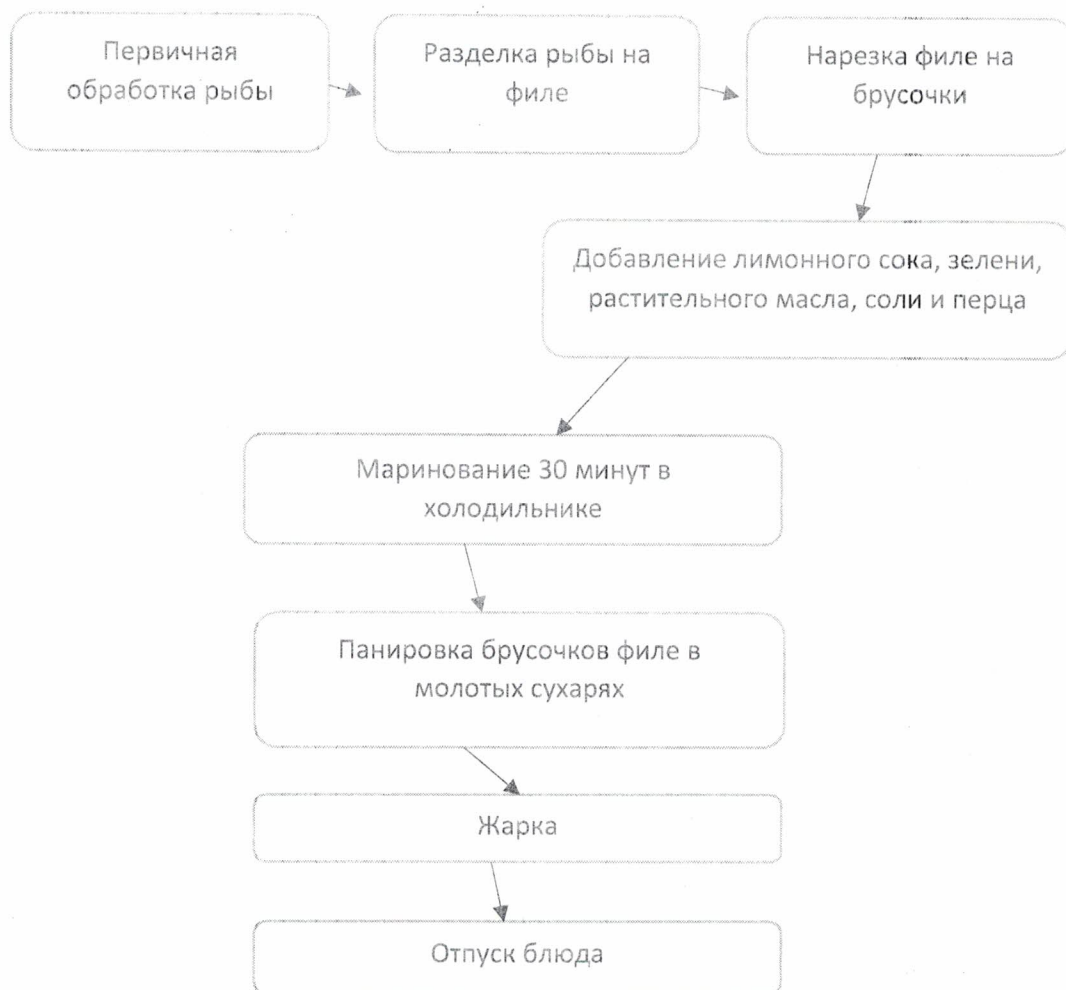 Первичная
обработка рыбы
Разделка рыбы на
филе
Нарезка филе на
брусочки
Добавление лимонного сока, зелени,
растительного масла, соли и перца
Маринование 30 минут в
холодильнике
Панировка брусочков филе в
молотых сухарях
Жарка
Отпуск блюда